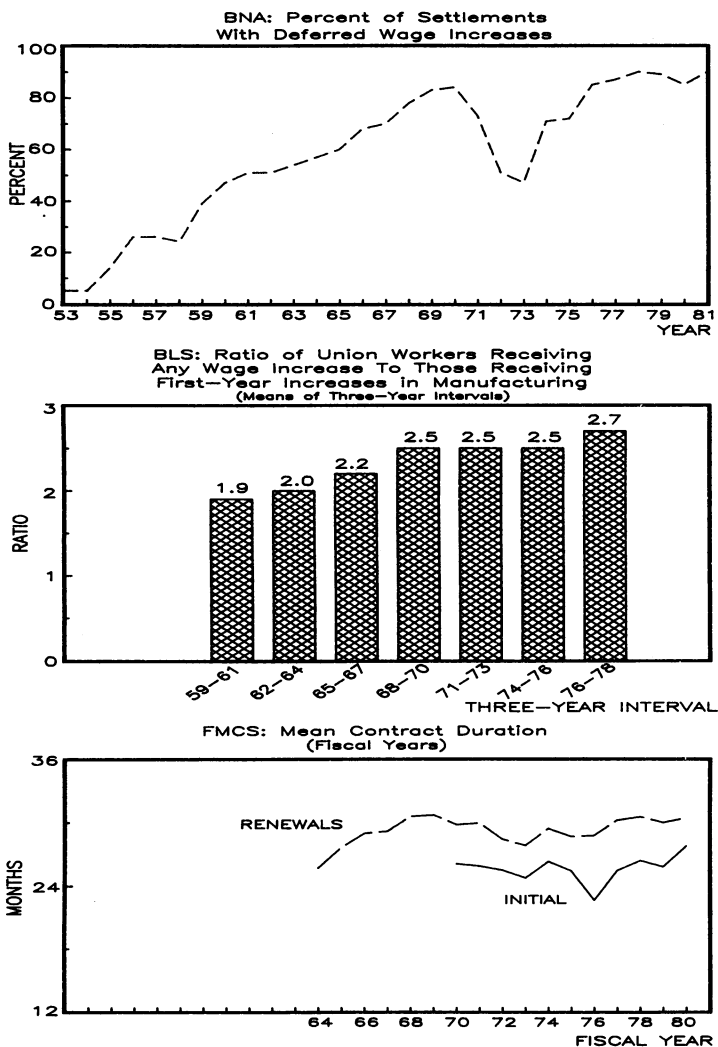 BNA: Percent of Settlements
With Deferred Wage Increases
100
80
60
40
20
0
PERCENT
53 55 57 59 61 63 65 67 69 71 73 75 77 79 81
YEAR
BLS: Ratio of Union Workers Receiving
Any Wage Increase To Those Receiving
First-Year Increases in Manufacturing
(Means of Three-Year Intervals)
3
2
1
0
RATIO
1.9 2.0 2.2 2.5 2.5 2.5 2.7
59-61 62-64 65-67 68-70 71-73 74-76 76-78
THREE-YEAR INTERVAL
FMCS: Mean Contract Duration
(Fiscal Years)
36
24
12
MONTHS
RENEWALS
INITIAL
64 66 68 70 72 74 76 78 80
FISCAL YEAR